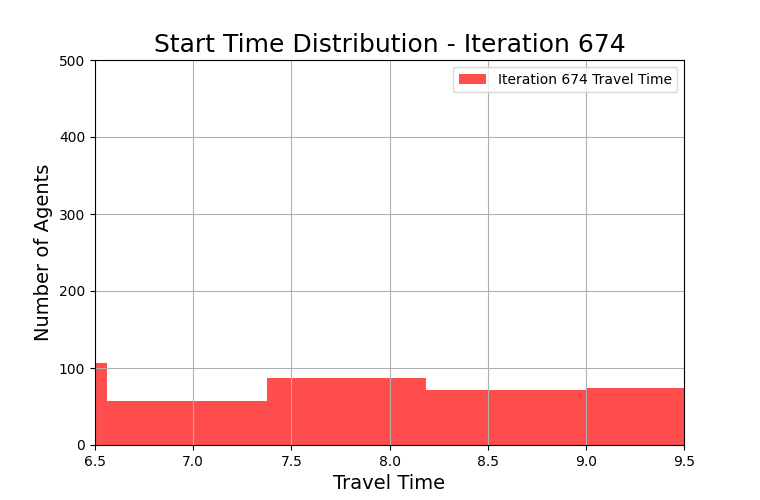 Start Time Distribution - Iteration 674
Iteration 674 Travel Time
Number of Agents
500
400
300
200
100
0
6.5 7.0 7.5 8.0 8.5 9.0 9.5
Travel Time